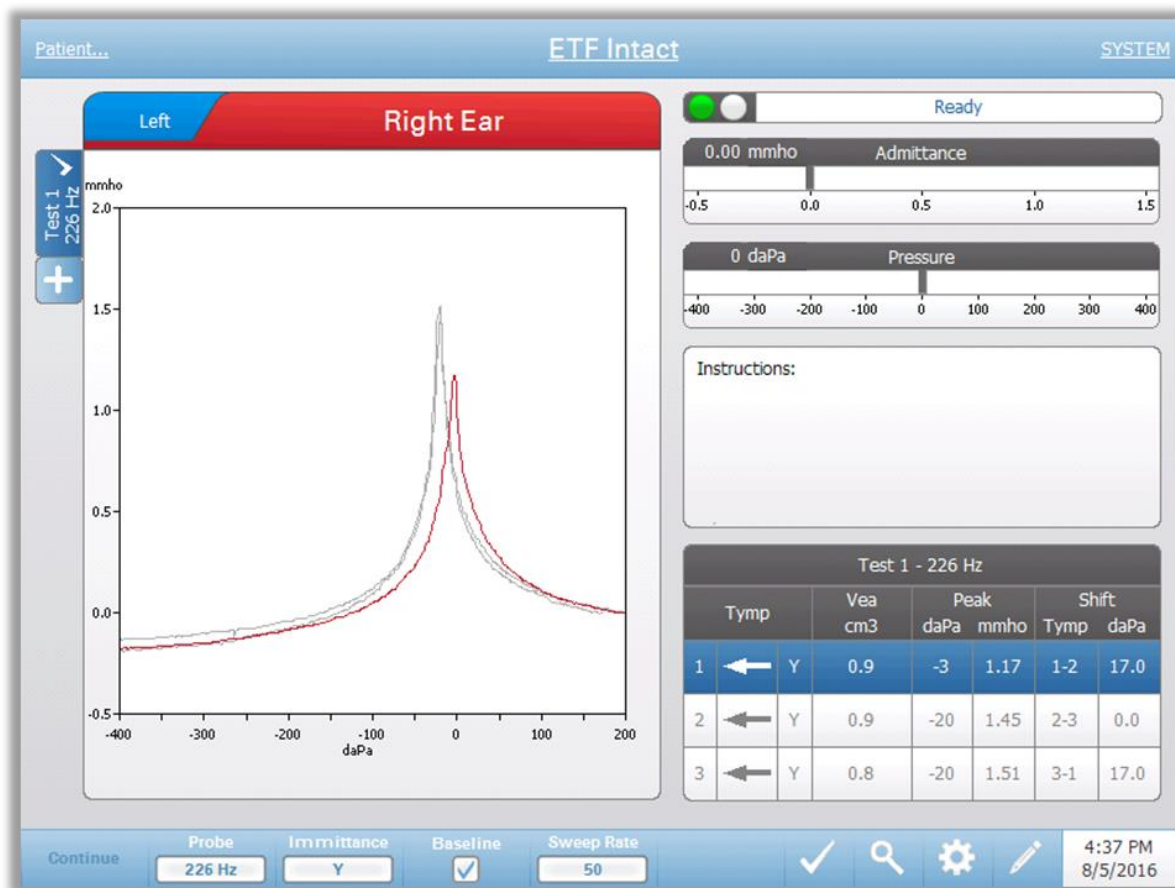 Patient...
ETF Intact
SYSTEM
Left
Right Ear
Test 1
226 Hz
mmho
2.0
1.5
1.0
0.5
0.0
-0.5
-400 -300 -200 -100 0 100 200
daPa
Ready
0.00 mmho Admittance
-0.5 0.0 0.5 1.0 1.5
0 daPa Pressure
-400 -300 -200 -100 0 100 200 300 400
Instructions:
Test 1 - 226 Hz
Tymp Vea Peak Shift
cm3 daPa mmho Tymp daPa
1 Y 0.9 -3 1.17 1-2 17.0
2 Y 0.9 -20 1.45 2-3 0.0
3 Y 0.8 -20 1.51 3-1 17.0
Continue
Probe Immittance Baseline Sweep Rate
226 Hz Y 50
4:37 PM
8/5/2016